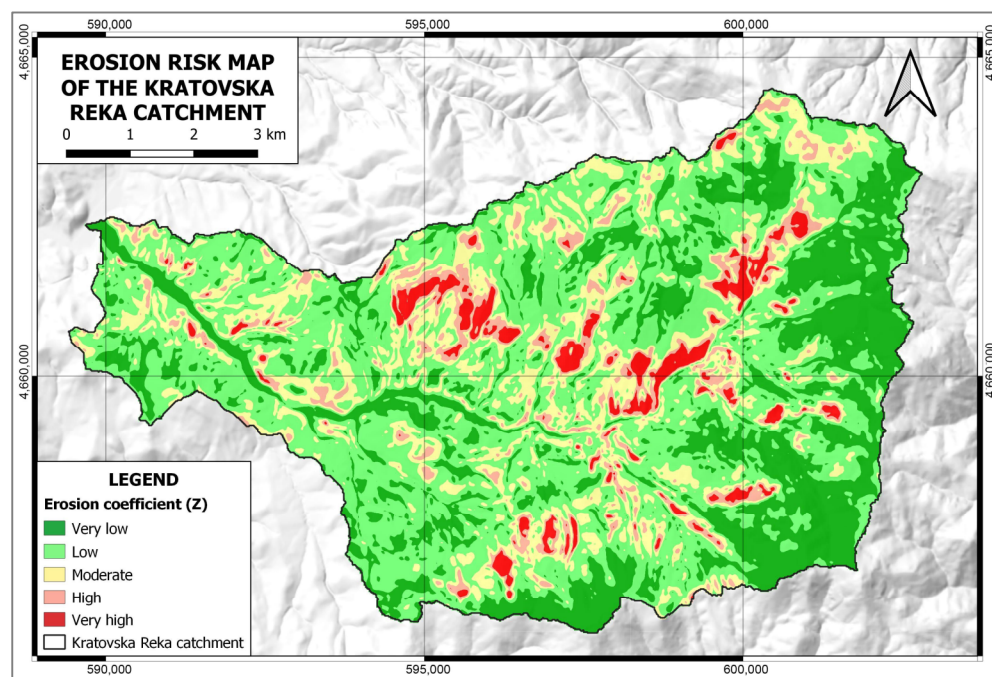 590,000
595,000
600,000
4,665,000
4,665,000
EROSION RISK MAP
OF THE KRATOVSKA
REKA CATCHMENT
0 1 2 3 km
4,660,000
4,660,000
LEGEND
Erosion coefficient (Z)
Very low
Low
Moderate
High
Very high
Kratovska Reka catchment
590,000
595,000
600,000